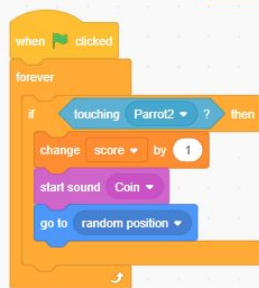 when clicked
forever
if touching Parrot2 ? then
change score by 1
start sound Coin
go to random position